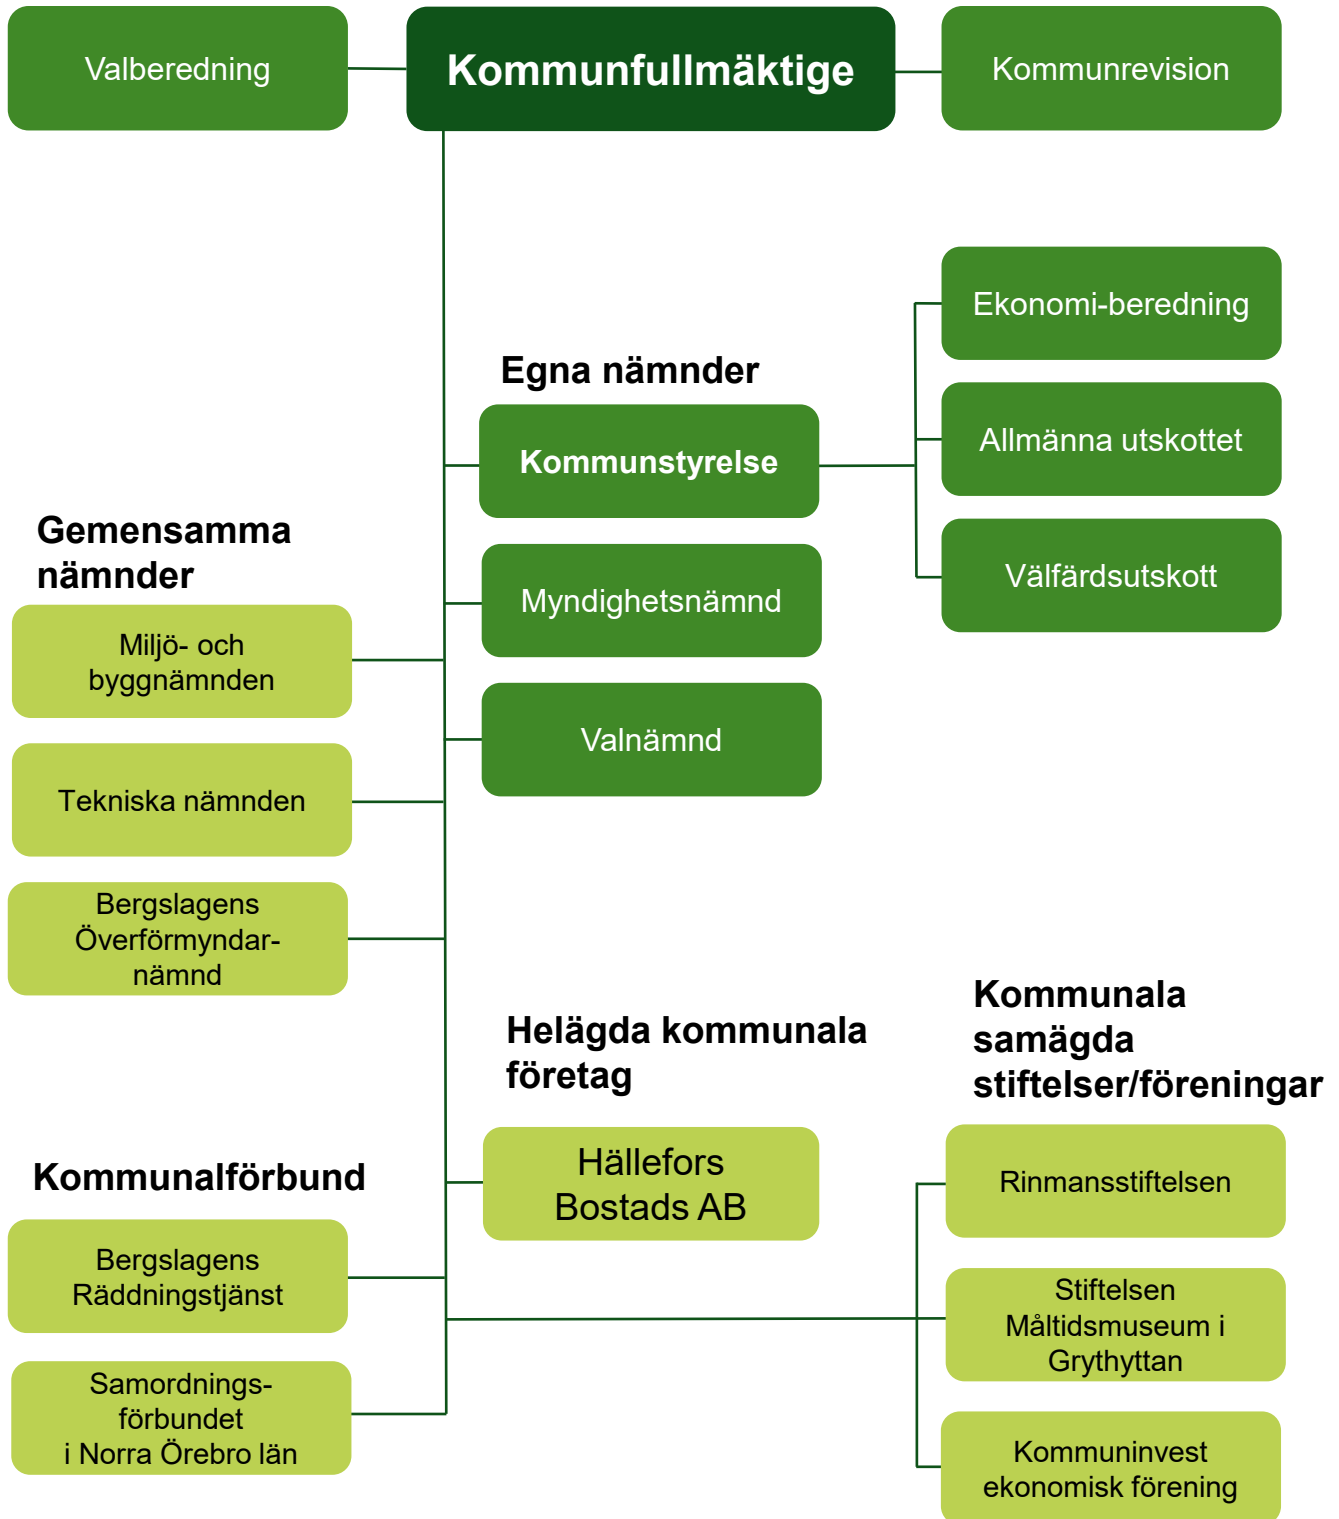 Valberedning
Kommunfullmäktige
Kommunrevision
Ekonomi-beredning
Egna nämnder
Kommunstyrelse
Allmänna utskottet
Välfärdsutskott
Myndighetsnämnd
Valnämnd
Gemensamma
nämnder
Miljö- och
byggnämnden
Tekniska nämnden
Bergslagens
Överförmyndar-
nämnd
Helägda kommunala
företag
Hällefors
Bostads AB
Kommunala
samägda
stiftelser/föreningar
Rinmansstiftelsen
Stiftelsen
Måltidsmuseum i
Grythyttan
Kommuninvest
ekonomisk förening
Kommunalförbund
Bergslagens
Räddningstjänst
Samordnings-
förbundet
i Norra Örebro län